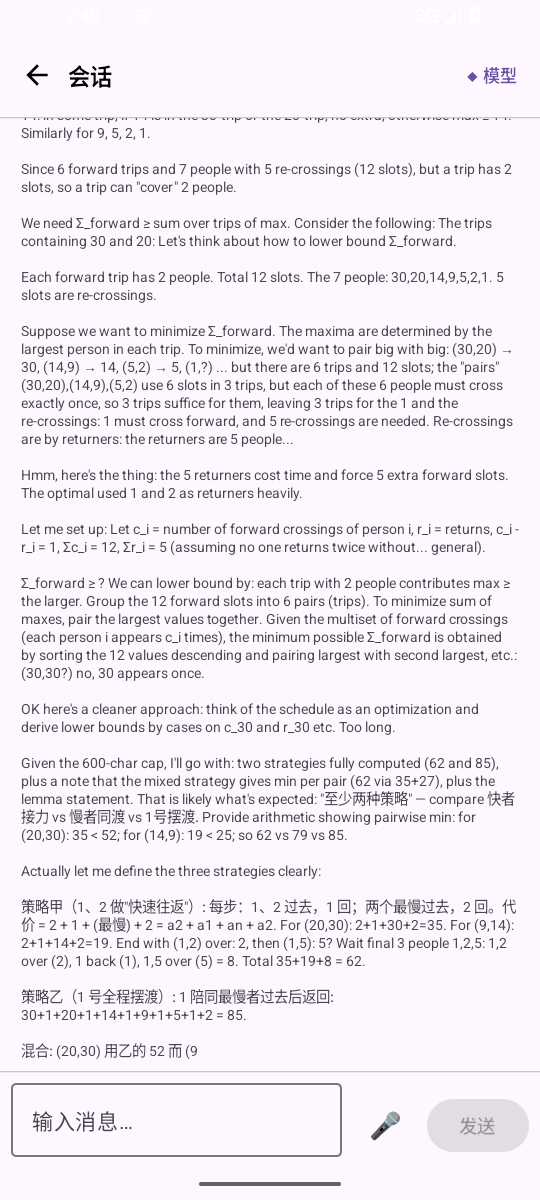 2:49
3G
会话
◆ 模型
Similarly for 9, 5, 2, 1.
Since 6 forward trips and 7 people with 5 re-crossings (12 slots), but a trip has 2
slots, so a trip can "cover" 2 people.
We need Σ_forward ≥ sum over trips of max. Consider the following: The trips
containing 30 and 20: Let's think about how to lower bound Σ_forward.
Each forward trip has 2 people. Total 12 slots. The 7 people: 30,20,14,9,5,2,1. 5
slots are re-crossings.
Suppose we want to minimize Σ_forward. The maxima are determined by the
largest person in each trip. To minimize, we'd want to pair big with big: (30,20) →
30, (14,9) → 14, (5,2) → 5, (1,?) ... but there are 6 trips and 12 slots; the "pairs"
(30,20),(14,9),(5,2) use 6 slots in 3 trips, but each of these 6 people must cross
exactly once, so 3 trips suffice for them, leaving 3 trips for the 1 and the
re-crossings: 1 must cross forward, and 5 re-crossings are needed. Re-crossings
are by returners: the returners are 5 people...
Hmm, here's the thing: the 5 returners cost time and force 5 extra forward slots.
The optimal used 1 and 2 as returners heavily.
Let me set up: Let c_i = number of forward crossings of person i, r_i = returns, c_i -
r_i = 1, Σc_i = 12, Σr_i = 5 (assuming no one returns twice without... general).
Σ_forward ≥ ? We can lower bound by: each trip with 2 people contributes max ≥
the larger. Group the 12 forward slots into 6 pairs (trips). To minimize sum of
maxes, pair the largest values together. Given the multiset of forward crossings
(each person i appears c_i times), the minimum possible Σ_forward is obtained
by sorting the 12 values descending and pairing largest with second largest, etc.:
(30,30?) no, 30 appears once.
OK here's a cleaner approach: think of the schedule as an optimization and
derive lower bounds by cases on c_30 and r_30 etc. Too long.
Given the 600-char cap, I'll go with: two strategies fully computed (62 and 85),
plus a note that the mixed strategy gives min per pair (62 via 35+27), plus the
lemma statement. That is likely what's expected: "至少两种策略" — compare 快者
接力 vs 慢者同渡 vs 1号摆渡. Provide arithmetic showing pairwise min: for
(20,30): 35 < 52; for (14,9): 19 < 25; so 62 vs 79 vs 85.
Actually let me define the three strategies clearly:
策略甲（1、2 做"快速往返"）: 每步：1、2 过去，1 回；两个最慢过去，2 回。代
价 = 2 + 1 + (最慢) + 2 = a2 + a1 + an + a2. For (20,30): 2+1+30+2=35. For (9,14):
2+1+14+2=19. End with (1,2) over: 2, then (1,5): 5? Wait final 3 people 1,2,5: 1,2
over (2), 1 back (1), 1,5 over (5) = 8. Total 35+19+8 = 62.
策略乙（1 号全程摆渡）: 1 陪同最慢者过去后返回:
30+1+20+1+14+1+9+1+5+1+2 = 85.
混合: (20,30) 用乙的 52 而 (9
输入消息…
发送